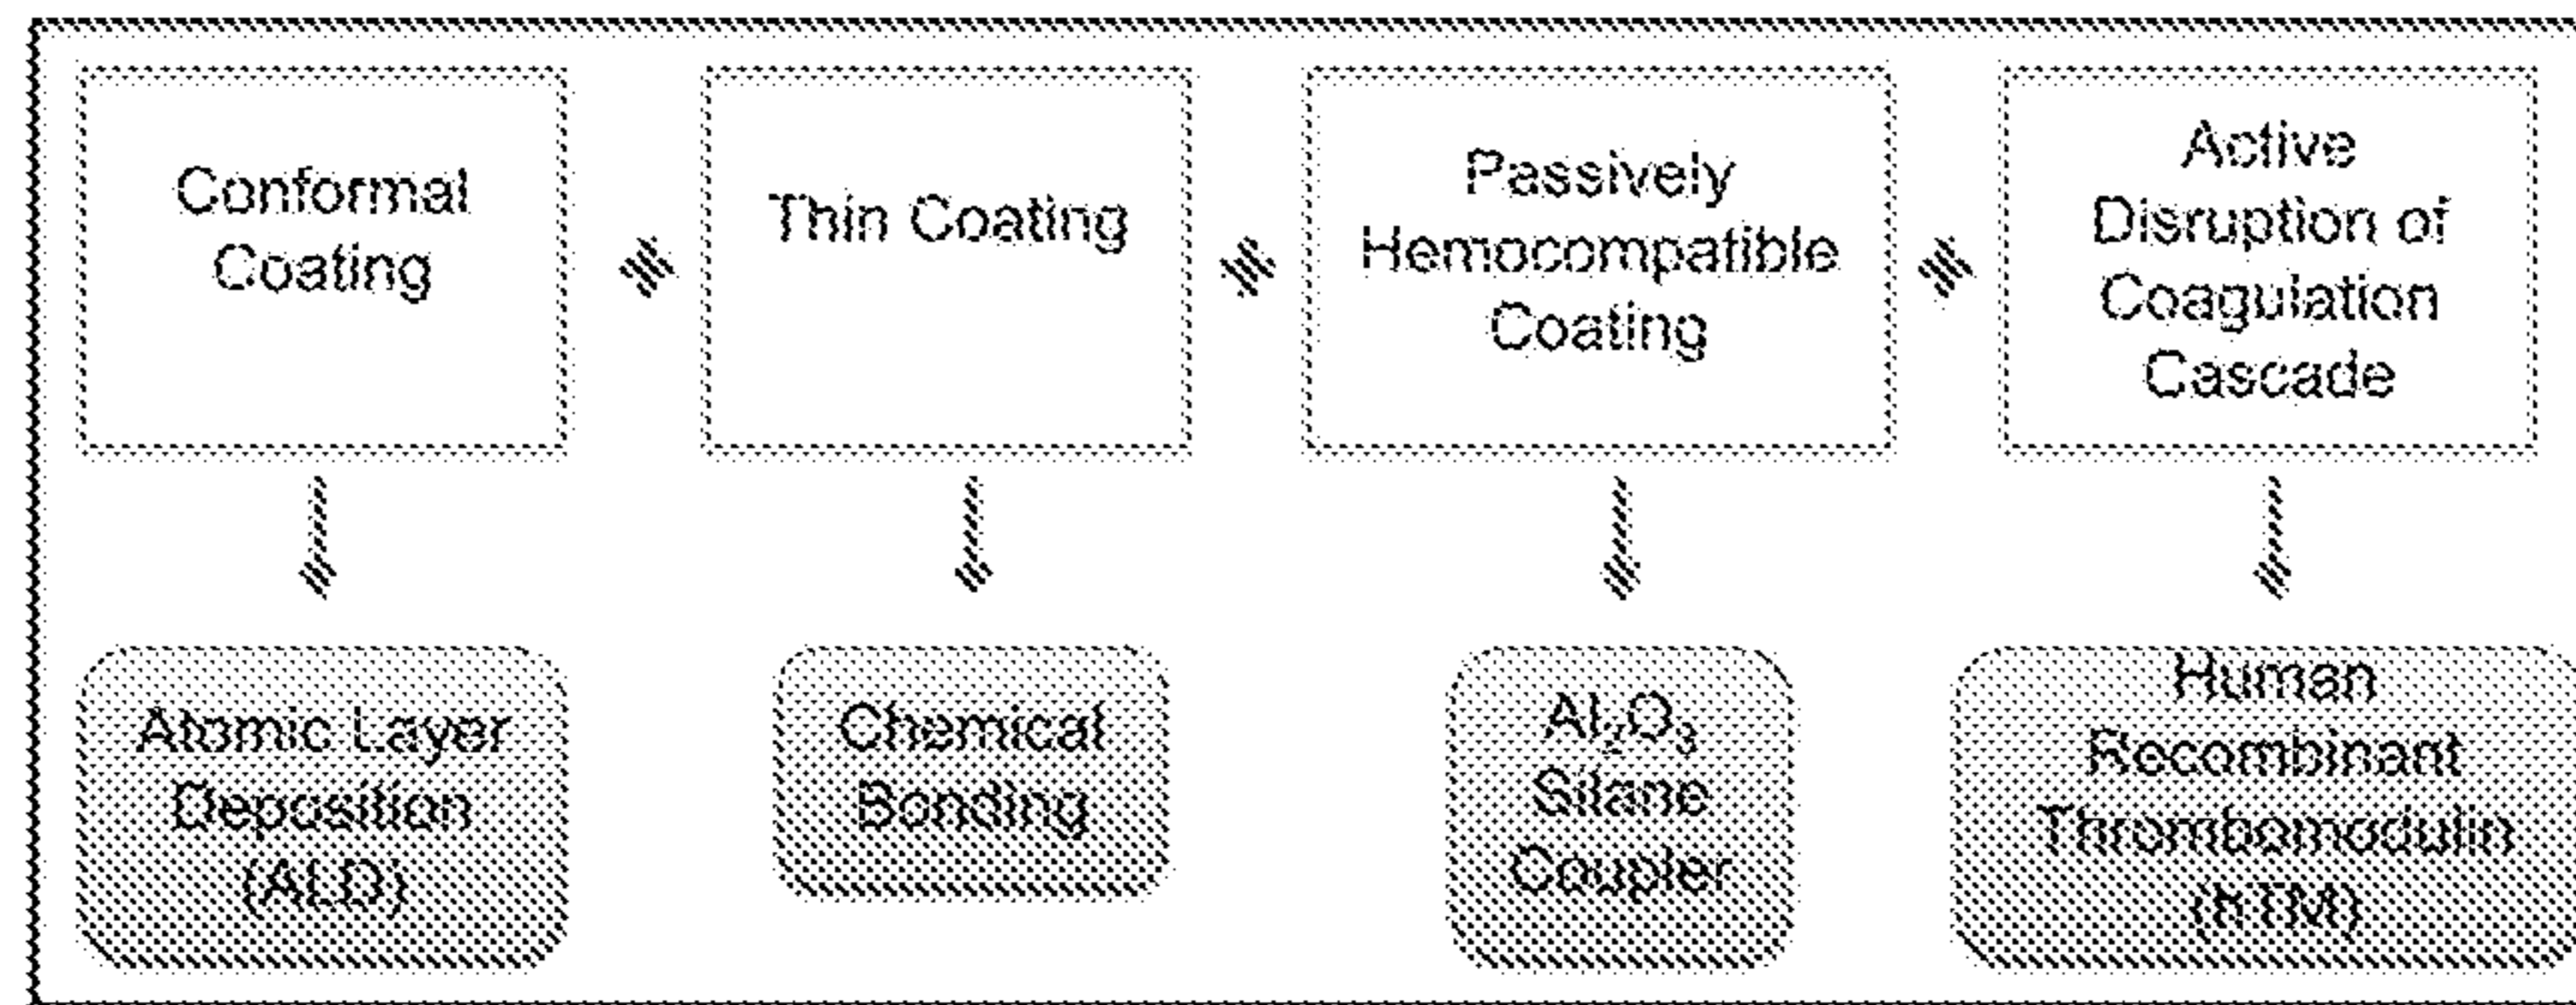 Conformal
Coating
Thin Coating
Passively
Hemocompatible
Coating
Active
Disruption of
Coagulation
Cascade
Atomic Layer
Deposition
(ALD)
Chemical
Bonding
Al₂O₃
Silane
Coupler
Human
Recombinant
Thrombomodulin
(hTM)